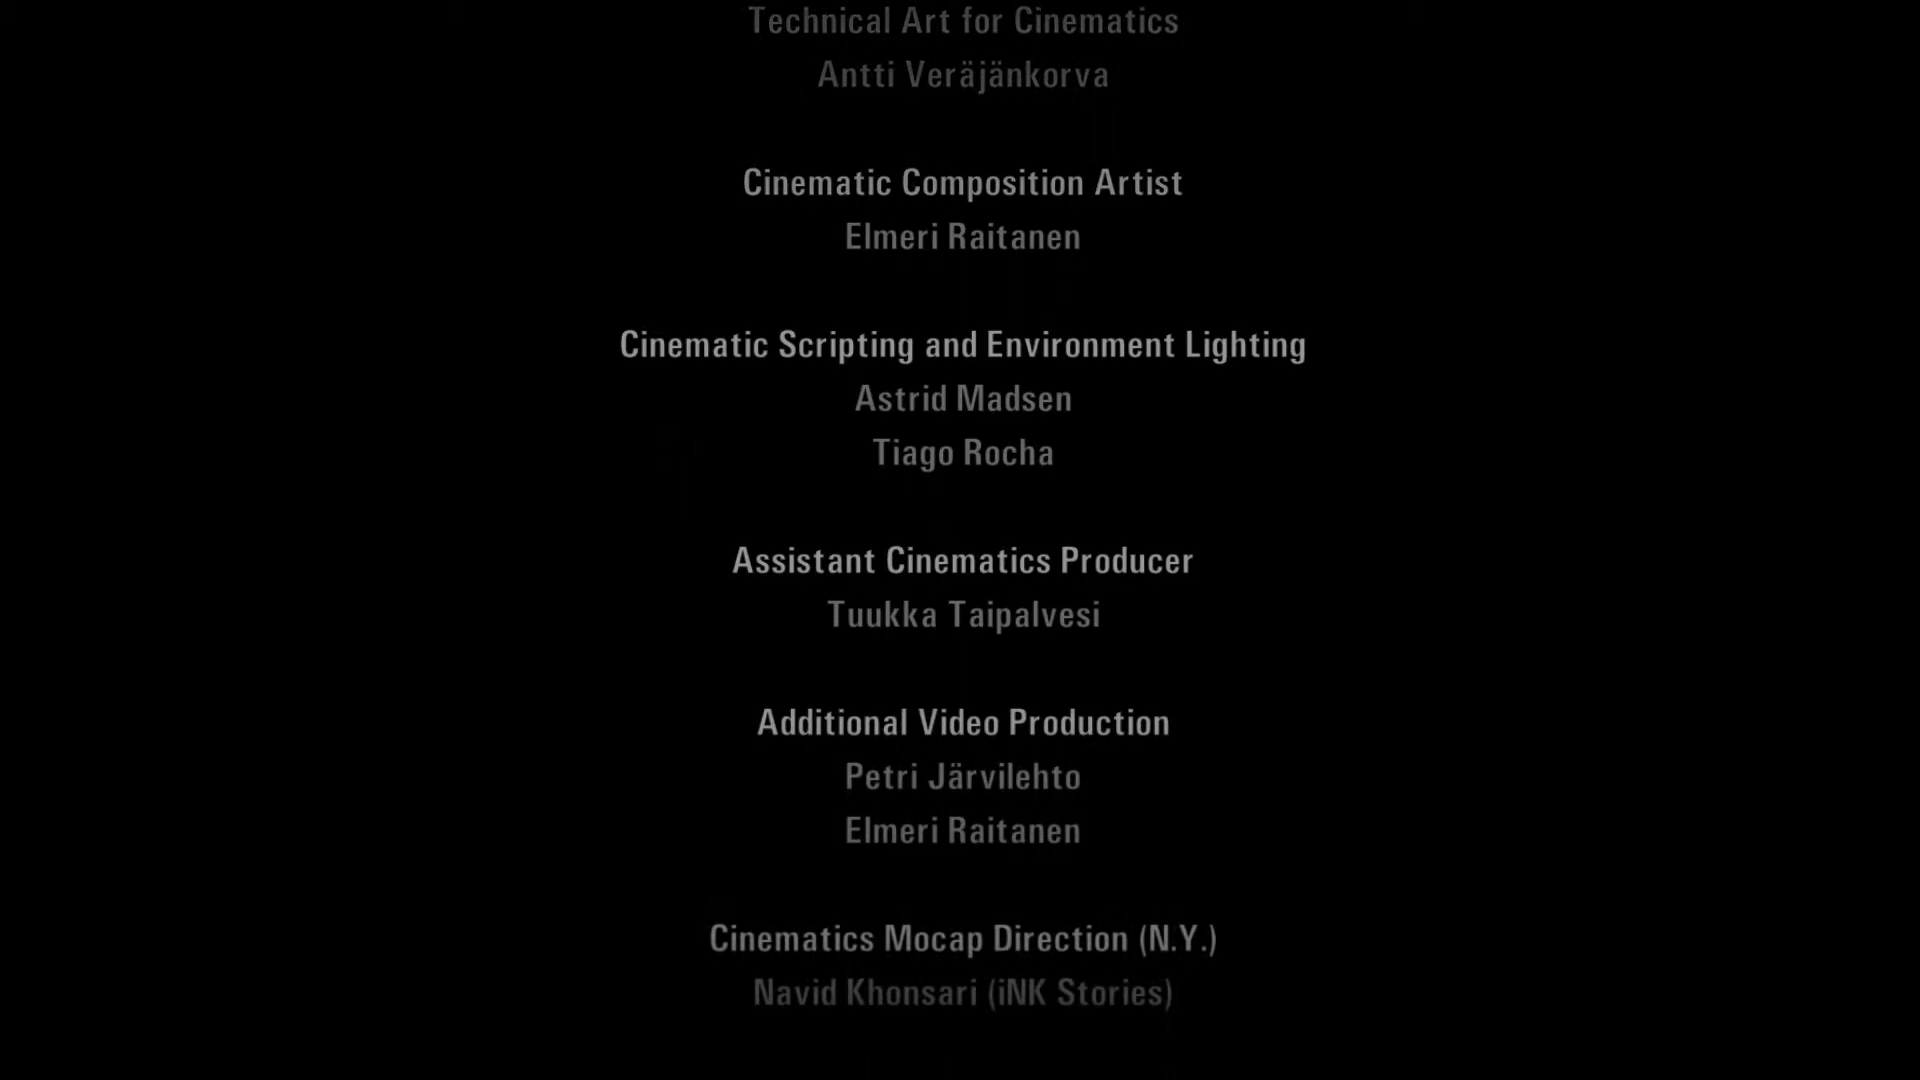 Technical Art for Cinematics
Antti Veräjänkorva
Cinematic Composition Artist
Elmeri Raitanen
Cinematic Scripting and Environment Lighting
Astrid Madsen
Tiago Rocha
Assistant Cinematics Producer
Tuukka Taipalvesi
Additional Video Production
Petri Järvilehto
Elmeri Raitanen
Cinematics Mocap Direction (N.Y.)
Navid Khonsari (iNK Stories)